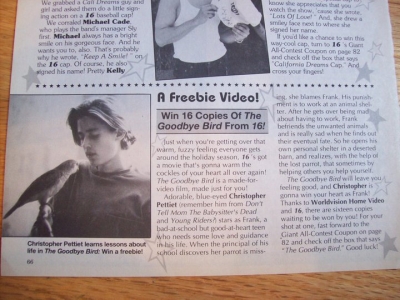 We grabbed a Cali Dreams guy and
girl and asked them do a little sign-
ing action on a 16 baseball cap!
We corralled Michael Cade,
who plays the band's manager Sly
first. Michael always has a bright
smile on his gorgeous face. And he
wants you to, also. That's probably
why he wrote, "Keep A Smile!" on
the 16 cap. Of course, he also
signed his name! Pretty Kelly
know she appreciates that you
watch the show, 'cause she wrote,
"Lots Of Love!" And, she drew a
smiley face next to where she
signed her name.
If you'd like a chance to win this
way-cool cap, turn to 16's Giant
All-Contest Coupon on page 82
and check off the box that says
"California Dreams Cap." And
cross your fingers!
A Freebie Video!
Win 16 Copies Of The
Goodbye Bird From 16!
Just when you're getting over that
warm, fuzzy feeling everyone gets
around the holiday season, 16's got
a movie that's gonna warm the
cockles of your heart all over again!
The Goodbye Bird is a made-for-
video film, made just for you!
Adorable, blue-eyed Christopher
Pettiet (remember him from Don't
Tell Mom The Babysitter's Dead
and Young Riders?) stars as Frank, a
bad-at-school but good-at-heart teen
who needs some love and guidance
in his life. When the principal of his
school discovers her parrot is miss-
ing, she blames Frank. His punish-
ment is to work at an animal shel-
ter. After he gets over being mad
about having to work, Frank
befriends the unwanted animals
and is really sad when he finds out
their eventual fate. So he opens his
own personal shelter in a deserted
barn, and realizes, with the help of
the lost parrot, that sometimes by
helping others you help yourself.
The Goodbye Bird will leave you
feeling good, and Christopher is
gonna win your heart as Frank!
Thanks to Worldvision Home Video
and 16, there are sixteen copies
waiting to be won by you! For your
shot at one, fast forward to the
Giant All-Contest Coupon on page
82 and check off the box that says
"The Goodbye Bird." Good luck!
Christopher Pettiet learns lessons about
life in The Goodbye Bird: Win a freebie!
66